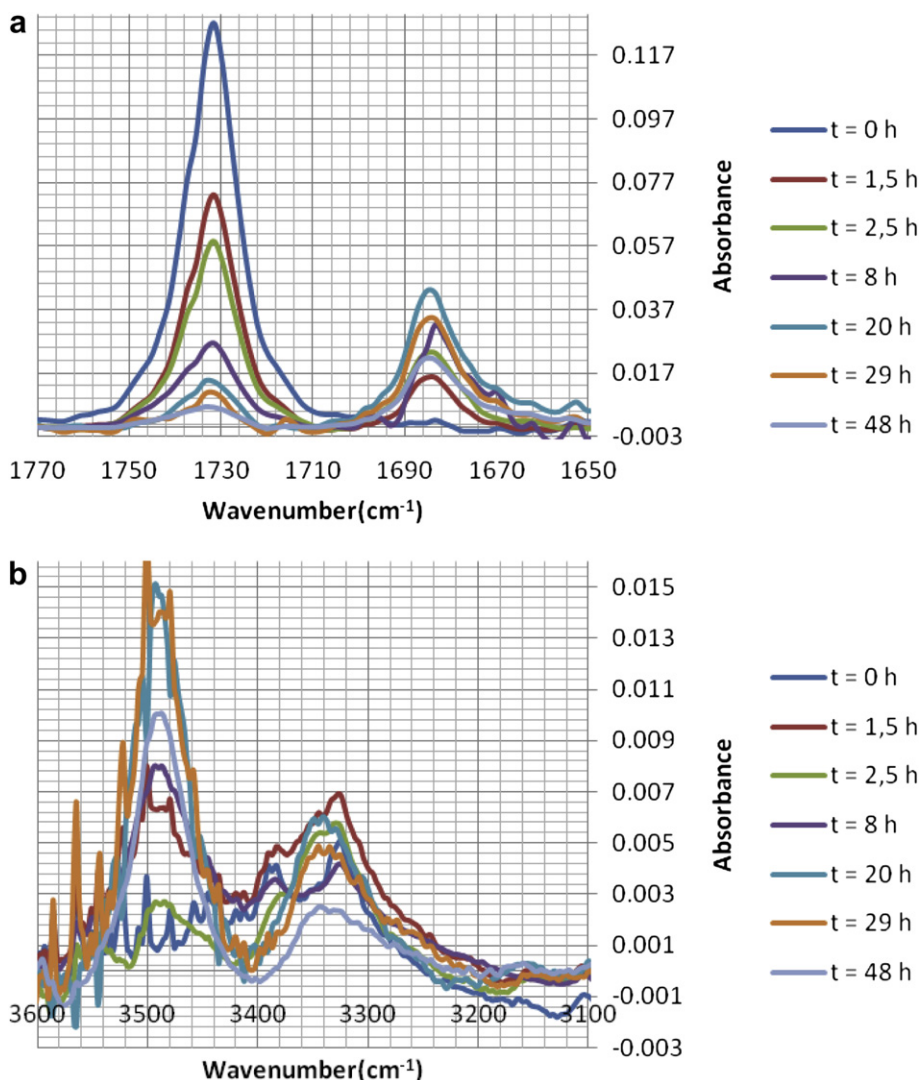 a
0.117
0.097
0.077
0.057
0.037
0.017
-0.003
Absorbance
1770 1750 1730 1710 1690 1670 1650
Wavenumber(cm⁻¹)
t = 0 h
t = 1,5 h
t = 2,5 h
t = 8 h
t = 20 h
t = 29 h
t = 48 h
b
0.015
0.013
0.011
0.009
0.007
0.005
0.003
0.001
-0.001
-0.003
Absorbance
3600 3500 3400 3300 3200 3100
Wavenumber(cm⁻¹)
t = 0 h
t = 1,5 h
t = 2,5 h
t = 8 h
t = 20 h
t = 29 h
t = 48 h